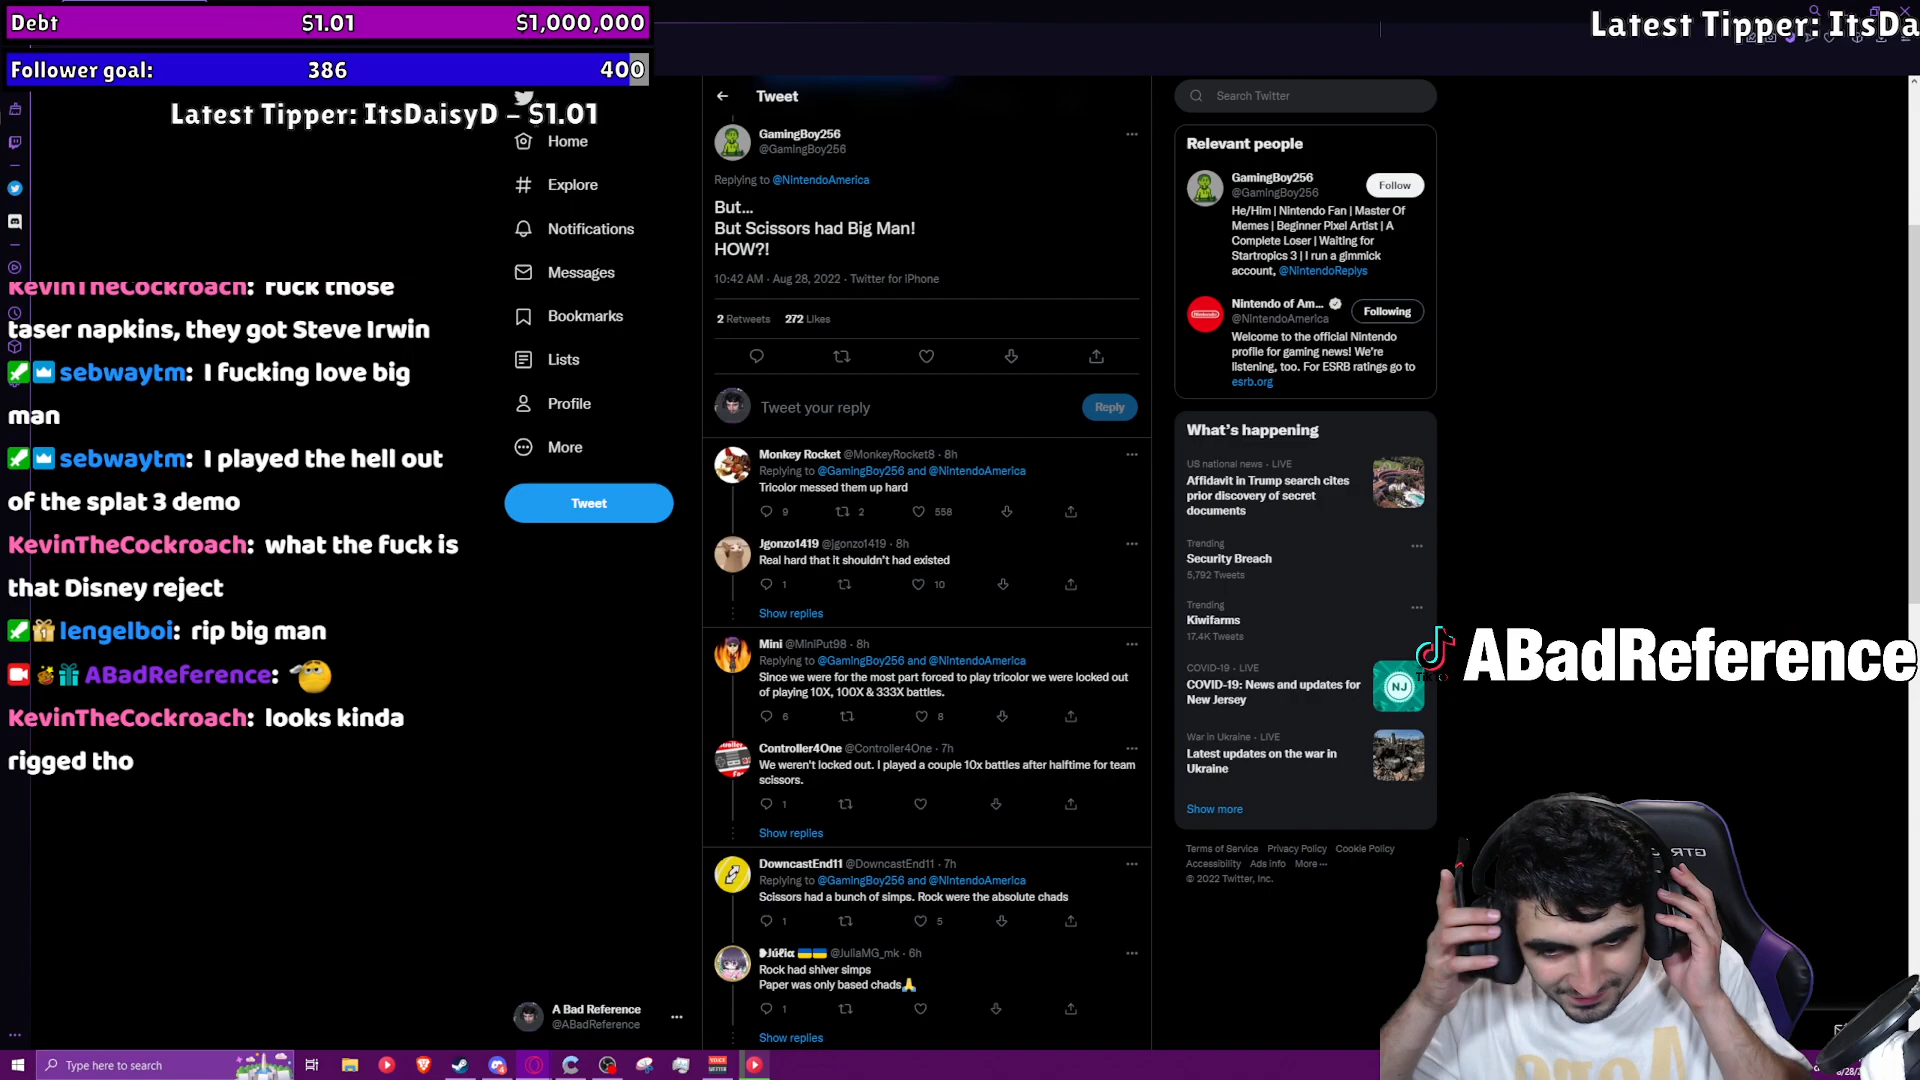 Debt $1.01 $1,000,000
Follower goal: 386 400
Latest Tipper: ItsDaisyD – $1.01
Latest Tipper: ItsDa
KevinTheCockroach: fuck those
taser napkins, they got Steve Irwin
sebwaytm: I fucking love big
man
sebwaytm: I played the hell out
of the splat 3 demo
KevinTheCockroach: what the fuck is
that Disney reject
lengelboi: rip big man
ABadReference:
KevinTheCockroach: looks kinda
rigged tho
Home
Explore
Notifications
Messages
Bookmarks
Lists
Profile
More
Tweet
A Bad Reference
@ABadReference
Tweet
GamingBoy256
@GamingBoy256
Replying to @NintendoAmerica
But...
But Scissors had Big Man!
HOW?!
10:42 AM · Aug 28, 2022 · Twitter for iPhone
2 Retweets 272 Likes
Tweet your reply
Reply
Monkey Rocket @MonkeyRocket8 · 8h
Replying to @GamingBoy256 and @NintendoAmerica
Tricolor messed them up hard
9 2 558
Jgonzo1419 @jgonzo1419 · 8h
Real hard that it shouldn't had existed
1 10
Show replies
Mini @MiniPut98 · 8h
Replying to @GamingBoy256 and @NintendoAmerica
Since we were for the most part forced to play tricolor we were locked out
of playing 10X, 100X & 333X battles.
6 8
Controller4One @Controller4One · 7h
We weren't locked out. I played a couple 10x battles after halftime for team
scissors.
1
Show replies
DowncastEnd11 @DowncastEnd11 · 7h
Replying to @GamingBoy256 and @NintendoAmerica
Scissors had a bunch of simps. Rock were the absolute chads
1 5
@JuliaMG_mk · 6h
Rock had shiver simps
Paper was only based chads🙏
1
Show replies
Search Twitter
Relevant people
GamingBoy256
@GamingBoy256
Follow
He/Him | Nintendo Fan | Master Of
Memes | Beginner Pixel Artist | A
Complete Loser | Waiting for
Startropics 3 | I run a gimmick
account, @NintendoReplys
Nintendo of Am...
@NintendoAmerica
Following
Welcome to the official Nintendo
profile for gaming news! We're
listening, too. For ESRB ratings go to
esrb.org
What's happening
US national news · LIVE
Affidavit in Trump search cites
prior discovery of secret
documents
Trending
Security Breach
5,792 Tweets
Trending
Kiwifarms
17.4K Tweets
COVID-19 · LIVE
COVID-19: News and updates for
New Jersey
NJ
War in Ukraine · LIVE
Latest updates on the war in
Ukraine
Show more
Terms of Service Privacy Policy Cookie Policy
Accessibility Ads info More ···
© 2022 Twitter, Inc.
ABadReference
Type here to search